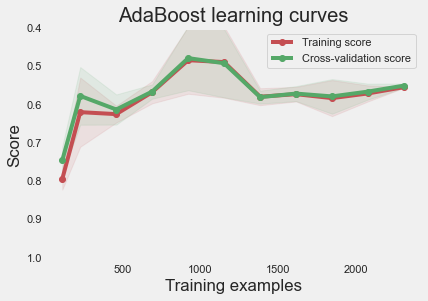 AdaBoost learning curves
0.4
0.5
0.6
0.7
0.8
0.9
1.0
Score
Training score
Cross-validation score
500
1000
1500
2000
Training examples